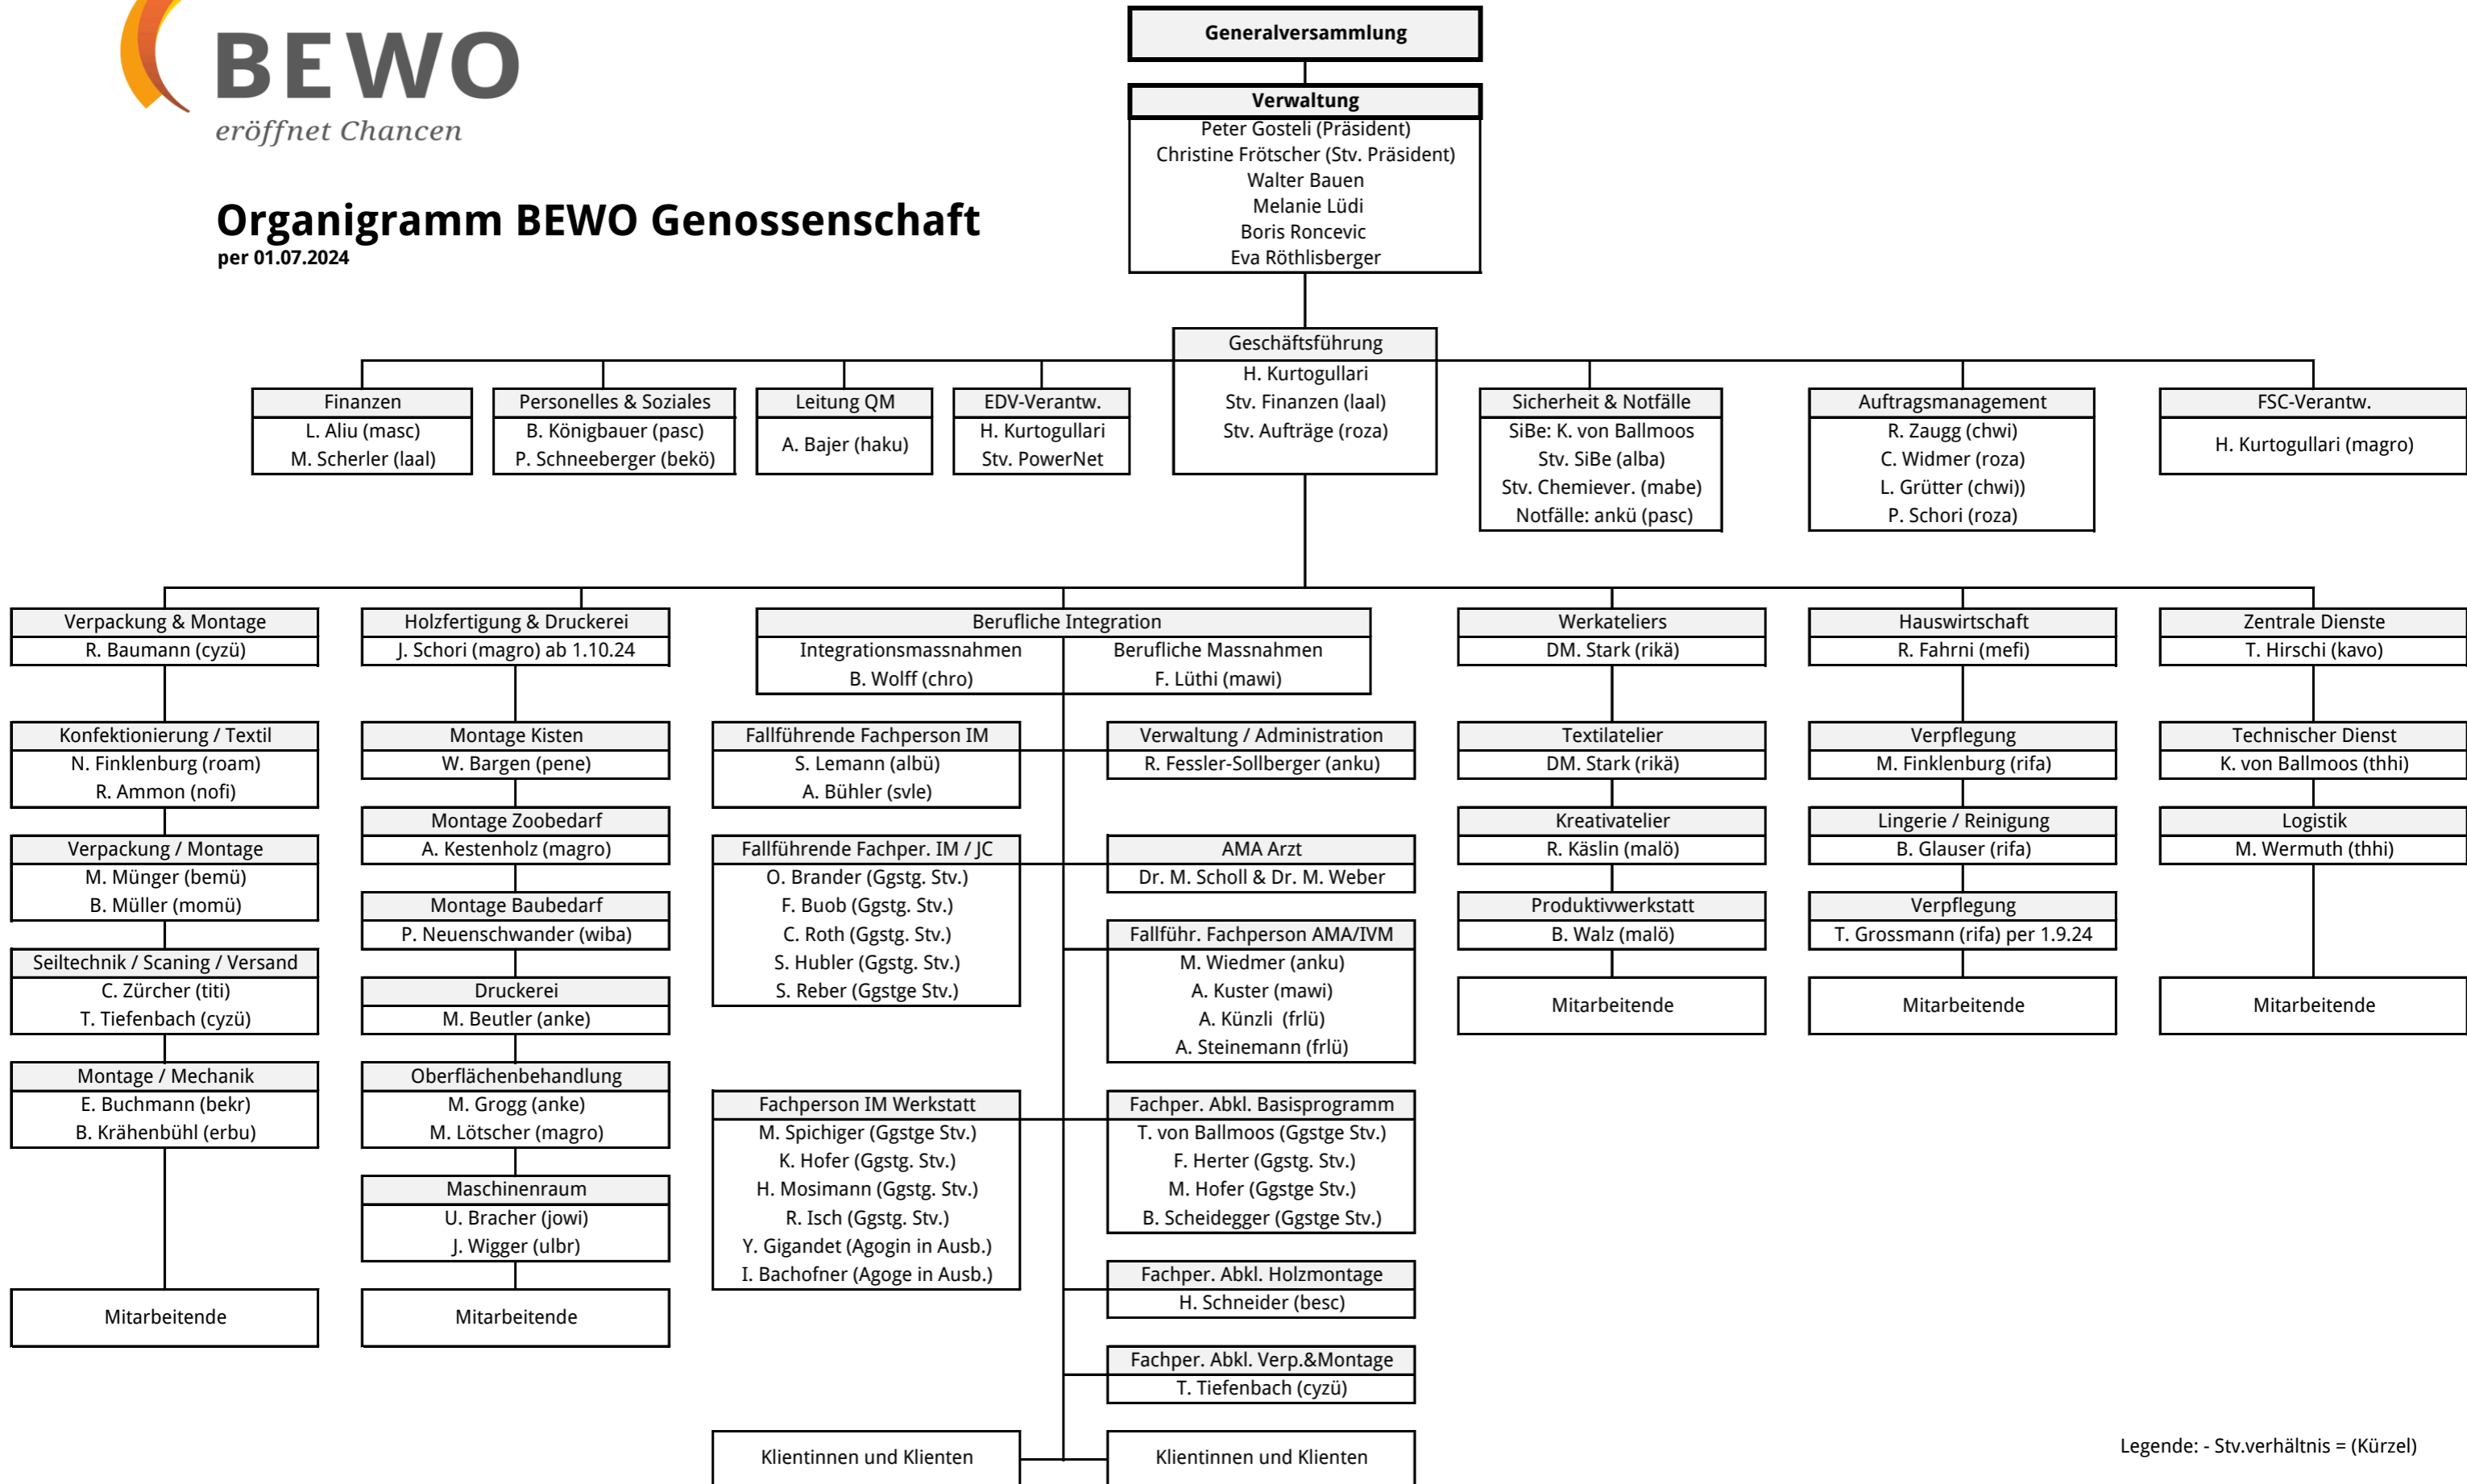 BEWO
eröffnet Chancen
Organigramm BEWO Genossenschaft
per 01.07.2024
Generalversammlung
Verwaltung
Peter Gosteli (Präsident)
Christine Frötscher (Stv. Präsident)
Walter Bauen
Melanie Lüdi
Boris Roncevic
Eva Röthlisberger
Geschäftsführung
H. Kurtogullari
Stv. Finanzen (laal)
Stv. Aufträge (roza)
Finanzen
L. Aliu (masc)
M. Scherler (laal)
Personelles & Soziales
B. Königbauer (pasc)
P. Schneeberger (bekö)
Leitung QM
A. Bajer (haku)
EDV-Verantw.
H. Kurtogullari
Stv. PowerNet
Sicherheit & Notfälle
SiBe: K. von Ballmoos
Stv. SiBe (alba)
Stv. Chemiever. (mabe)
Notfälle: ankü (pasc)
Auftragsmanagement
R. Zaugg (chwi)
C. Widmer (roza)
L. Grütter (chwi))
P. Schori (roza)
FSC-Verantw.
H. Kurtogullari (magro)
Verpackung & Montage
R. Baumann (cyzü)
Konfektionierung / Textil
N. Finklenburg (roam)
R. Ammon (nofi)
Verpackung / Montage
M. Münger (bemü)
B. Müller (momü)
Seiltechnik / Scaning / Versand
C. Zürcher (titi)
T. Tiefenbach (cyzü)
Montage / Mechanik
E. Buchmann (bekr)
B. Krähenbühl (erbu)
Mitarbeitende
Holzfertigung & Druckerei
J. Schori (magro) ab 1.10.24
Montage Kisten
W. Bargen (pene)
Montage Zoobedarf
A. Kestenholz (magro)
Montage Baubedarf
P. Neuenschwander (wiba)
Druckerei
M. Beutler (anke)
Oberflächenbehandlung
M. Grogg (anke)
M. Lötscher (magro)
Maschinenraum
U. Bracher (jowi)
J. Wigger (ulbr)
Mitarbeitende
Berufliche Integration
Integrationsmassnahmen
B. Wolff (chro)
Berufliche Massnahmen
F. Lüthi (mawi)
Fallführende Fachperson IM
S. Lemann (albü)
A. Bühler (svle)
Fallführende Fachper. IM / JC
O. Brander (Ggstg. Stv.)
F. Buob (Ggstg. Stv.)
C. Roth (Ggstg. Stv.)
S. Hubler (Ggstg. Stv.)
S. Reber (Ggstge Stv.)
Fachperson IM Werkstatt
M. Spichiger (Ggstge Stv.)
K. Hofer (Ggstg. Stv.)
H. Mosimann (Ggstg. Stv.)
R. Isch (Ggstg. Stv.)
Y. Gigandet (Agogin in Ausb.)
I. Bachofner (Agoge in Ausb.)
Klientinnen und Klienten
Verwaltung / Administration
R. Fessler-Sollberger (anku)
AMA Arzt
Dr. M. Scholl & Dr. M. Weber
Fallführ. Fachperson AMA/IVM
M. Wiedmer (anku)
A. Kuster (mawi)
A. Künzli (frlü)
A. Steinemann (frlü)
Fachper. Abkl. Basisprogramm
T. von Ballmoos (Ggstge Stv.)
F. Herter (Ggstg. Stv.)
M. Hofer (Ggstge Stv.)
B. Scheidegger (Ggstge Stv.)
Fachper. Abkl. Holzmontage
H. Schneider (besc)
Fachper. Abkl. Verp.&Montage
T. Tiefenbach (cyzü)
Klientinnen und Klienten
Werkateliers
DM. Stark (rikä)
Textilatelier
DM. Stark (rikä)
Kreativatelier
R. Käslin (malö)
Produktivwerkstatt
B. Walz (malö)
Mitarbeitende
Hauswirtschaft
R. Fahrni (mefi)
Verpflegung
M. Finklenburg (rifa)
Lingerie / Reinigung
B. Glauser (rifa)
Verpflegung
T. Grossmann (rifa) per 1.9.24
Mitarbeitende
Zentrale Dienste
T. Hirschi (kavo)
Technischer Dienst
K. von Ballmoos (thhi)
Logistik
M. Wermuth (thhi)
Mitarbeitende
Legende: - Stv.verhältnis = (Kürzel)